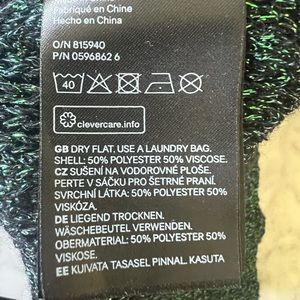 Fabriqué en Chine
Hecho en China
O/N 815940
P/N 0596862 6
40
clevercare.info
GB DRY FLAT. USE A LAUNDRY BAG.
SHELL: 50% POLYESTER 50% VISCOSE.
CZ SUŠENÍ NA VODOROVNÉ PLOŠE.
PERTE V SÁČKU PRO ŠETRNÉ PRANÍ.
SVRCHNÍ LÁTKA: 50% POLYESTER 50%
VISKÓZA.
DE LIEGEND TROCKNEN.
WÄSCHEBEUTEL VERWENDEN.
OBERMATERIAL: 50% POLYESTER 50%
VISKOSE.
EE KUIVATA TASASEL PINNAL. KASUTA